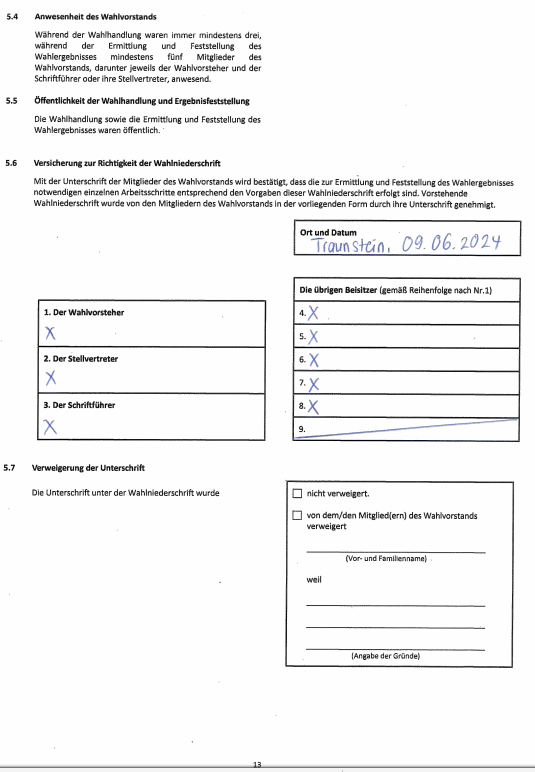 5.4 Anwesenheit des Wahlvorstands
Während der Wahlhandlung waren immer mindestens drei,
während der Ermittlung und Feststellung des
Wahlergebnisses mindestens fünf Mitglieder des
Wahlvorstands, darunter jeweils der Wahlvorsteher und der
Schriftführer oder ihre Stellvertreter, anwesend.
5.5 Öffentlichkeit der Wahlhandlung und Ergebnisfeststellung
Die Wahlhandlung sowie die Ermittlung und Feststellung des
Wahlergebnisses waren öffentlich.
5.6 Versicherung zur Richtigkeit der Wahlniederschrift
Mit der Unterschrift der Mitglieder des Wahlvorstands wird bestätigt, dass die zur Ermittlung und Feststellung des Wahlergebnisses
notwendigen einzelnen Arbeitsschritte entsprechend den Vorgaben dieser Wahlniederschrift erfolgt sind. Vorstehende
Wahlniederschrift wurde von den Mitgliedern des Wahlvorstands in der vorliegenden Form durch ihre Unterschrift genehmigt.
Ort und Datum
Traunstein, 09.06.2024
1. Der Wahlvorsteher
X
2. Der Stellvertreter
X
3. Der Schriftführer
X
Die übrigen Beisitzer (gemäß Reihenfolge nach Nr.1)
4. X
5. X
6. X
7. X
8. X
9.
5.7 Verweigerung der Unterschrift
Die Unterschrift unter der Wahlniederschrift wurde
nicht verweigert.
von dem/den Mitglied(ern) des Wahlvorstands
verweigert
(Vor- und Familienname)
weil
(Angabe der Gründe)
13